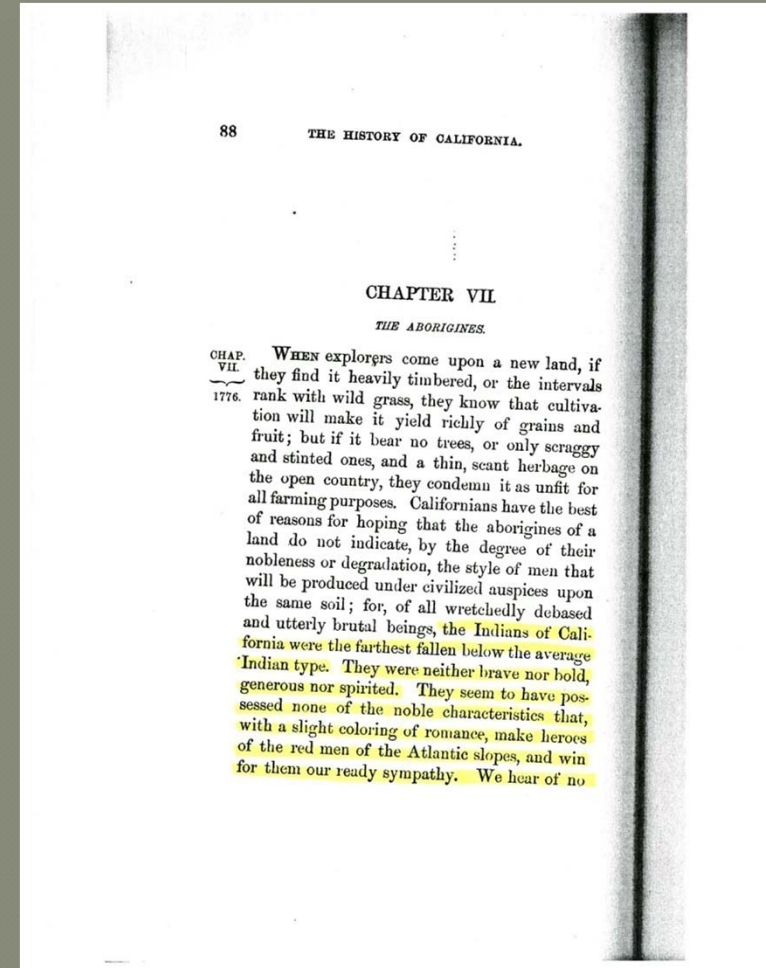 88
THE HISTORY OF CALIFORNIA.
CHAPTER VII.
THE ABORIGINES.
CHAP.
VII.
1776.
WHEN explorers come upon a new land, if
they find it heavily timbered, or the intervals
rank with wild grass, they know that cultiva-
tion will make it yield richly of grains and
fruit; but if it bear no trees, or only scraggy
and stinted ones, and a thin, scant herbage on
the open country, they condemn it as unfit for
all farming purposes. Californians have the best
of reasons for hoping that the aborigines of a
land do not indicate, by the degree of their
nobleness or degradation, the style of men that
will be produced under civilized auspices upon
the same soil; for, of all wretchedly debased
and utterly brutal beings, the Indians of Cali-
fornia were the farthest fallen below the average
Indian type. They were neither brave nor bold,
generous nor spirited. They seem to have pos-
sessed none of the noble characteristics that,
with a slight coloring of romance, make heroes
of the red men of the Atlantic slopes, and win
for them our ready sympathy. We hear of no